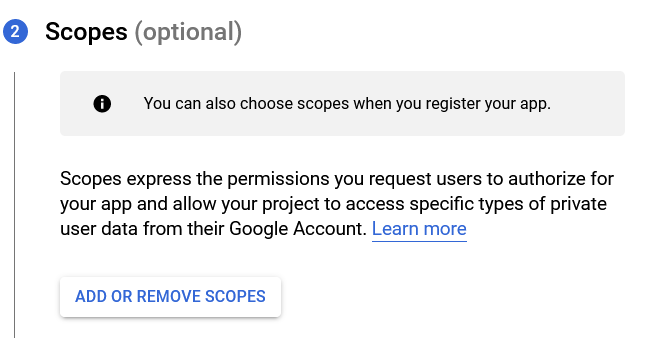 2 Scopes (optional)
You can also choose scopes when you register your app.
Scopes express the permissions you request users to authorize for
your app and allow your project to access specific types of private
user data from their Google Account. Learn more
ADD OR REMOVE SCOPES